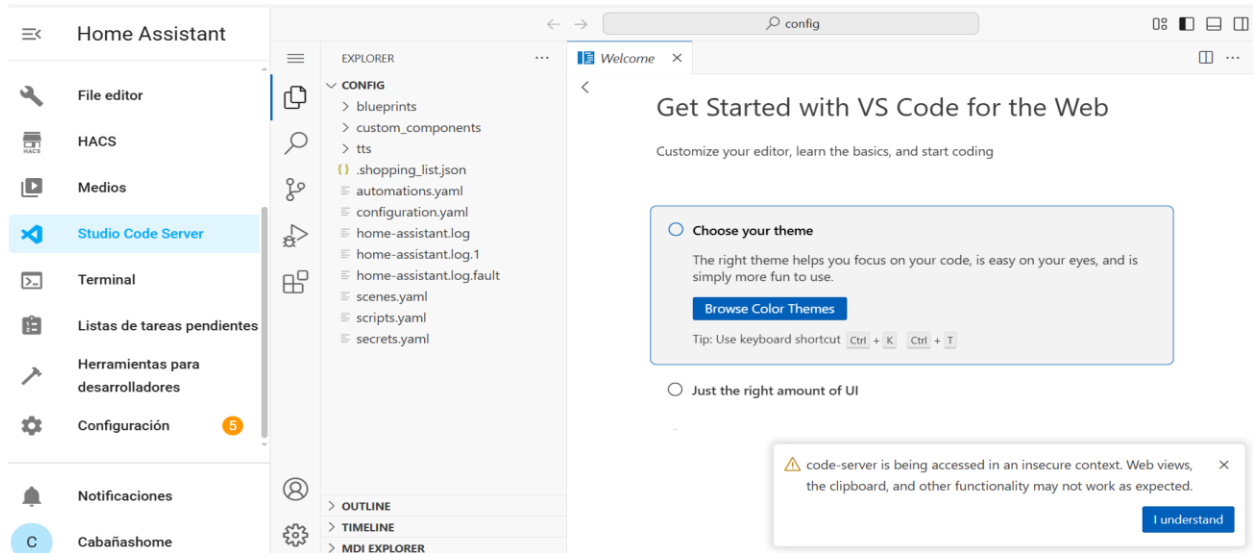 Home Assistant
File editor
HACS
HACS
Medios
Studio Code Server
Terminal
Listas de tareas pendientes
Herramientas para
desarrolladores
Configuración
5
Notificaciones
C
Cabañashome
config
EXPLORER
CONFIG
blueprints
custom_components
tts
.shopping_list.json
automations.yaml
configuration.yaml
home-assistant.log
home-assistant.log.1
home-assistant.log.fault
scenes.yaml
scripts.yaml
secrets.yaml
OUTLINE
TIMELINE
MDI EXPLORER
Welcome
Get Started with VS Code for the Web
Customize your editor, learn the basics, and start coding
Choose your theme
The right theme helps you focus on your code, is easy on your eyes, and is
simply more fun to use.
Browse Color Themes
Tip: Use keyboard shortcut Ctrl + K Ctrl + T
Just the right amount of UI
code-server is being accessed in an insecure context. Web views,
the clipboard, and other functionality may not work as expected.
I understand